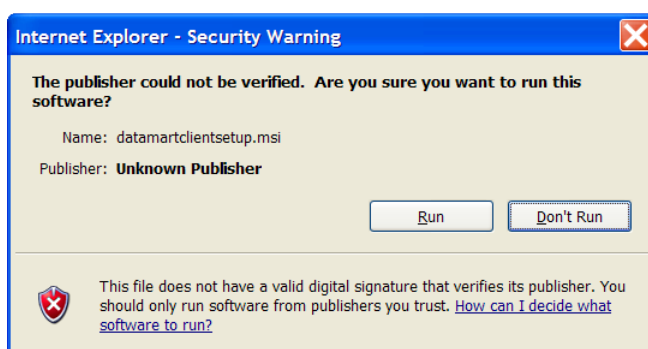 Internet Explorer - Security Warning
The publisher could not be verified.  Are you sure you want to run this
software?
Name: datamartclientsetup.msi
Publisher: Unknown Publisher
Run Don't Run
This file does not have a valid digital signature that verifies its publisher. You
should only run software from publishers you trust. How can I decide what
software to run?